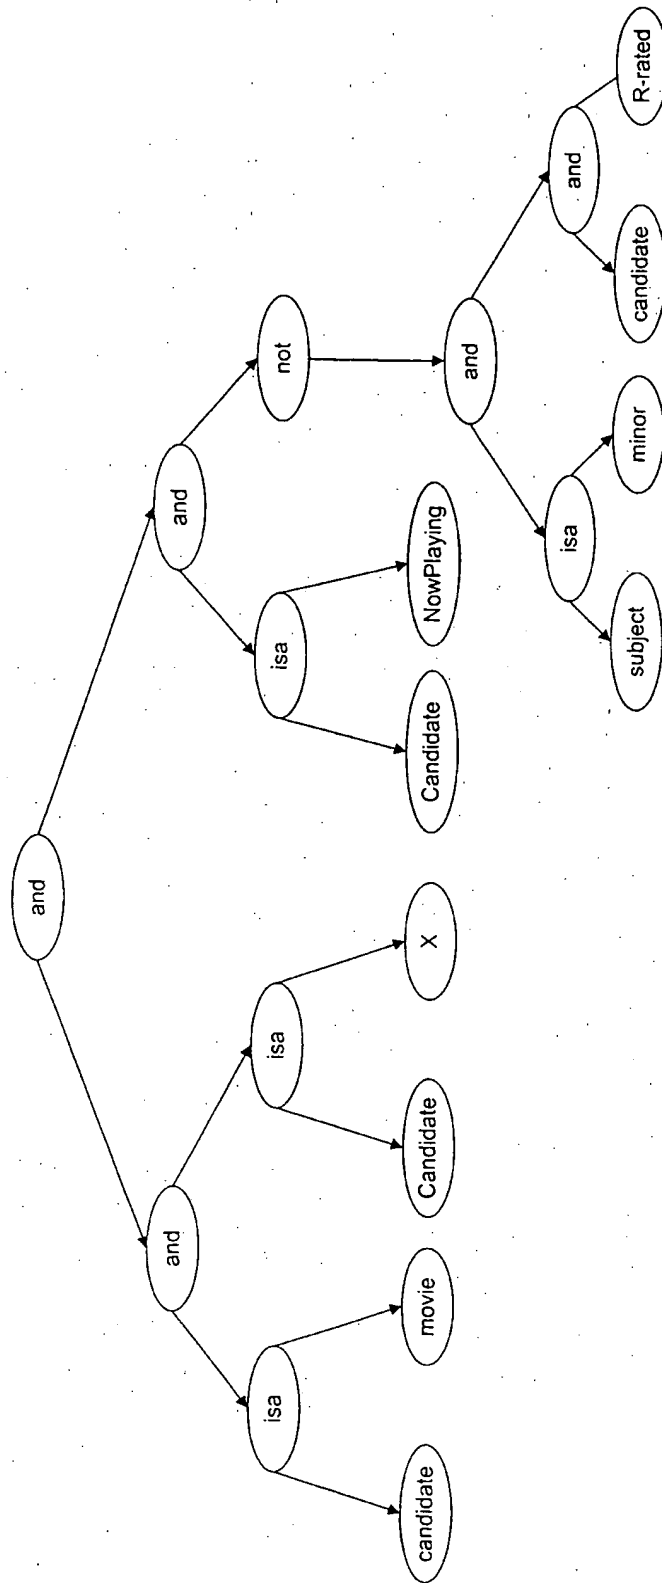 and
and
and
isa
isa
isa
not
candidate
movie
Candidate
X
Candidate
NowPlaying
and
isa
and
subject
minor
candidate
R-rated